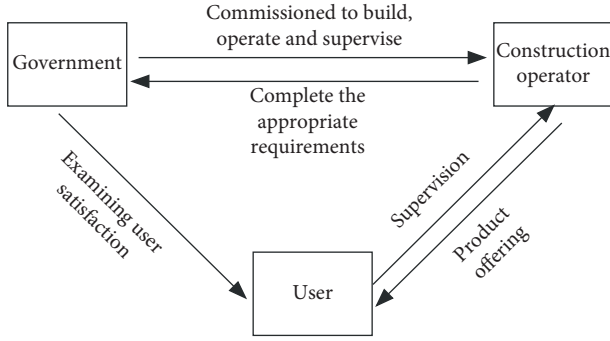 Commissioned to build,
operate and supervise
Government
Construction
operator
Complete the
appropriate
requirements
Examining user
satisfaction
Supervision
Product
offering
User